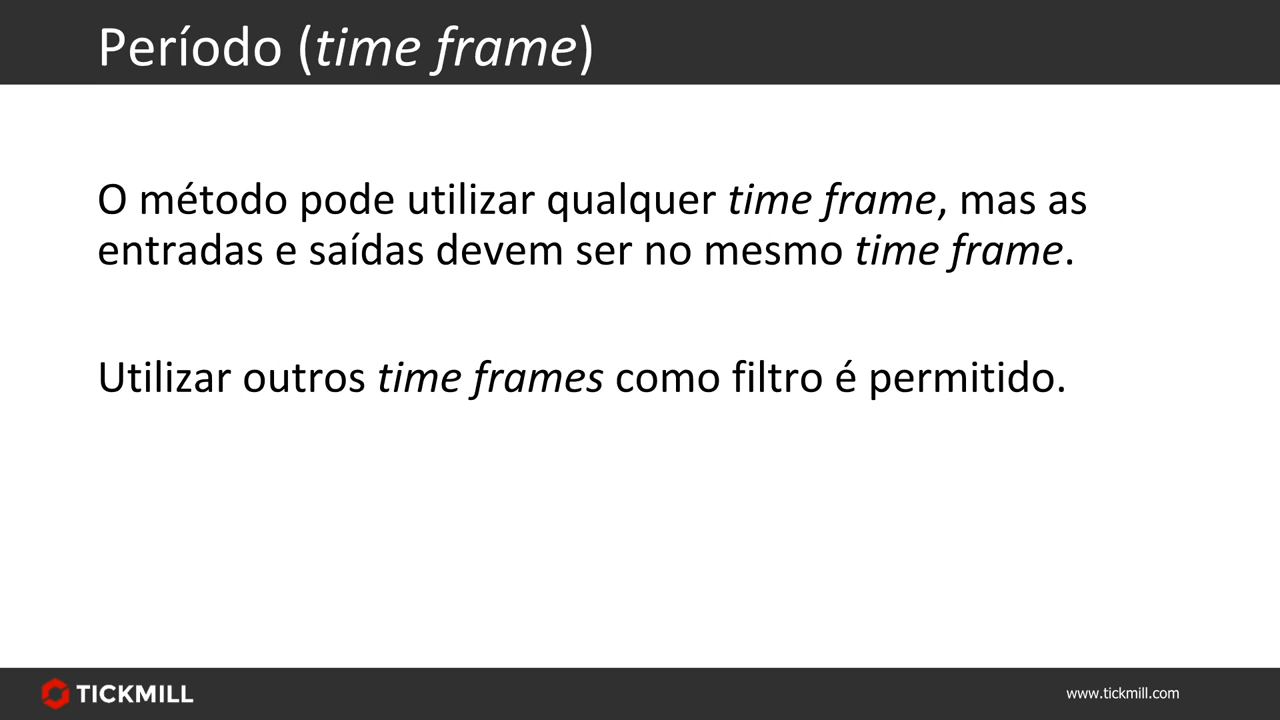 Período (time frame)
O método pode utilizar qualquer time frame, mas as
entradas e saídas devem ser no mesmo time frame.
Utilizar outros time frames como filtro é permitido.
TICKMILL
www.tickmill.com